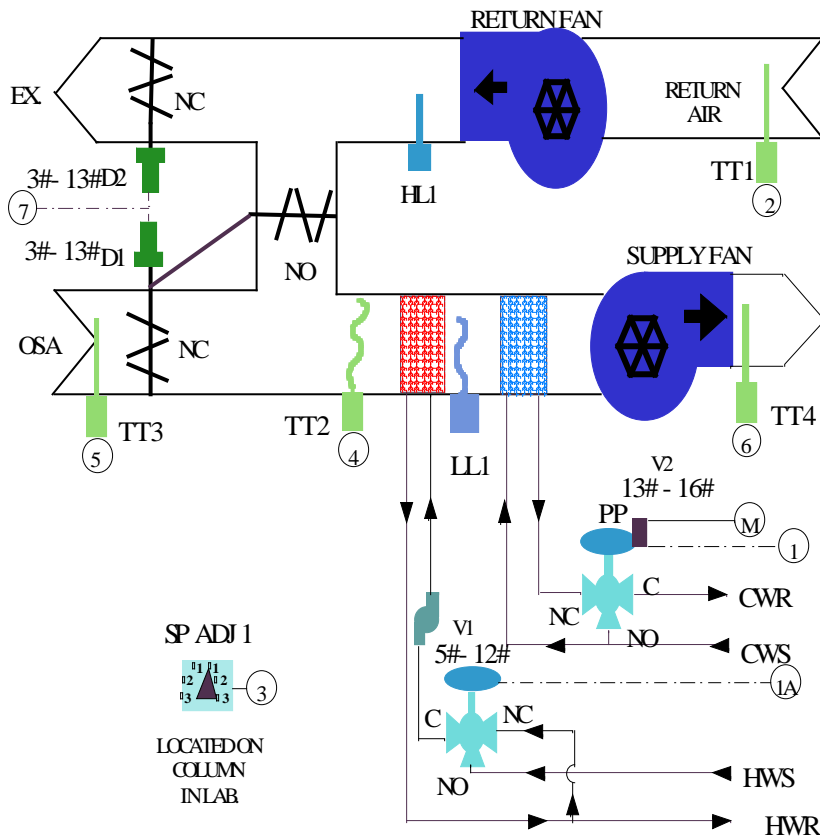 RETURN FAN
EX.
NC
RETURN
AIR
3#- 13# D2
7
HL1
TT1
2
3#- 13# D1
NO
SUPPLY FAN
OSA
NC
TT3
5
TT2
4
LL1
TT4
6
V2
13# - 16#
PP
M
1
C
CWR
NC
NO
CWS
SP ADJ 1
1 1
2 2
3 3
3
LOCATED ON
COLUMN
IN LAB.
V1
5#- 12#
1A
C
NC
NO
HWS
HWR